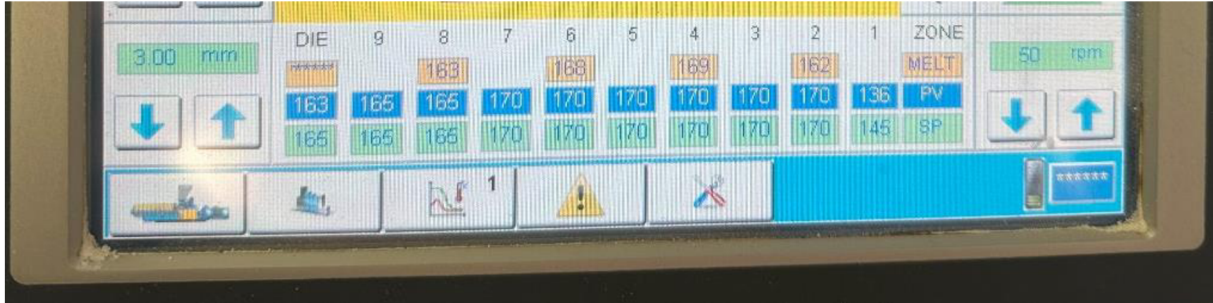 DIE 9 8 7 6 5 4 3 2 1 ZONE
3.00 mm
****** 163 168 169 162 MELT
50 rpm
163 165 165 170 170 170 170 170 170 136 PV
165 165 165 170 170 170 170 170 170 145 SP
1
******